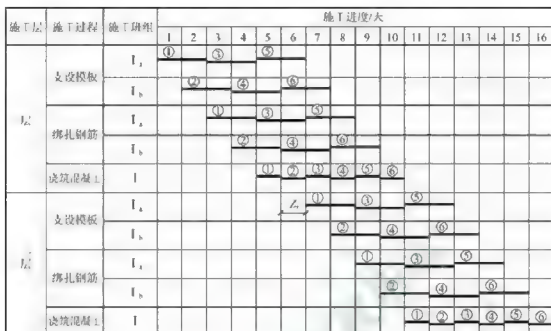 施工层 施工过程 施工班组 施工进度/天
1 2 3 4 5 6 7 8 9 10 11 12 13 14 15 16
支设模板 Ⅰa ① ③ ⑤
Ⅰb ② ④ ⑥
层
绑扎钢筋 Ⅰa ① ③ ⑤
Ⅰb ② ④ ⑥
浇筑混凝土 Ⅰ ① ② ③ ④ ⑤ ⑥
支设模板 Ⅰa ① ③ ⑤
Ⅰb ② ④ ⑥
层
绑扎钢筋 Ⅰa ① ③ ⑤
Ⅰb ② ④ ⑥
浇筑混凝土 Ⅰ ① ② ③ ④ ⑤ ⑥